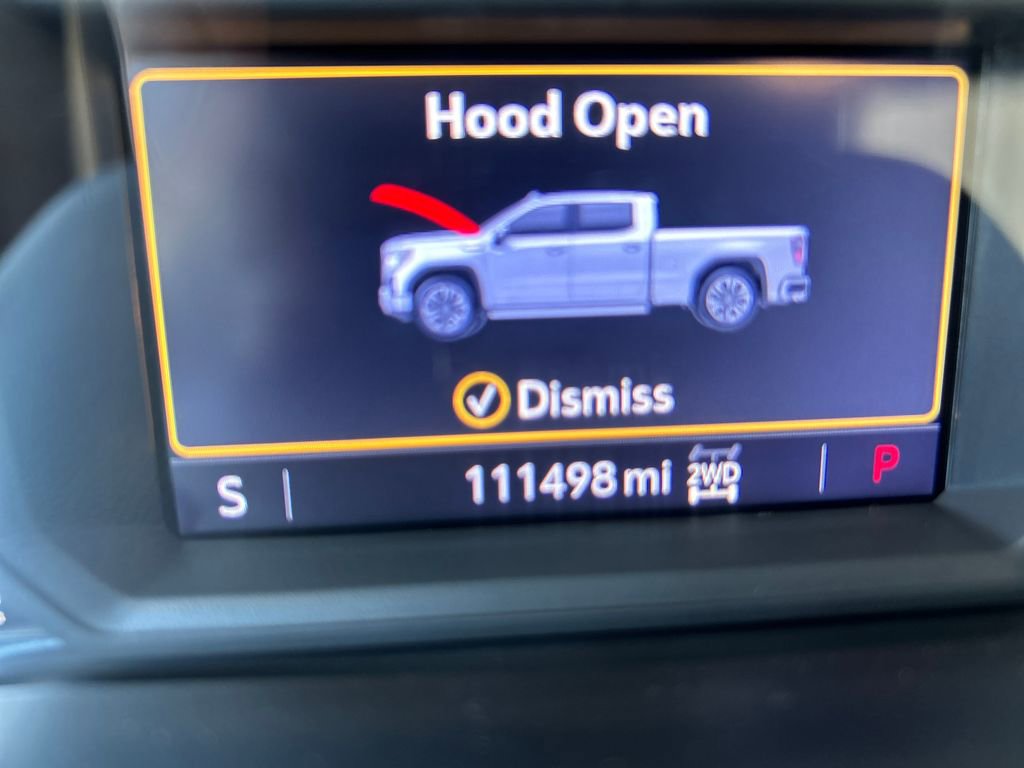 Hood Open
Dismiss
S
111498 mi 2WD
P